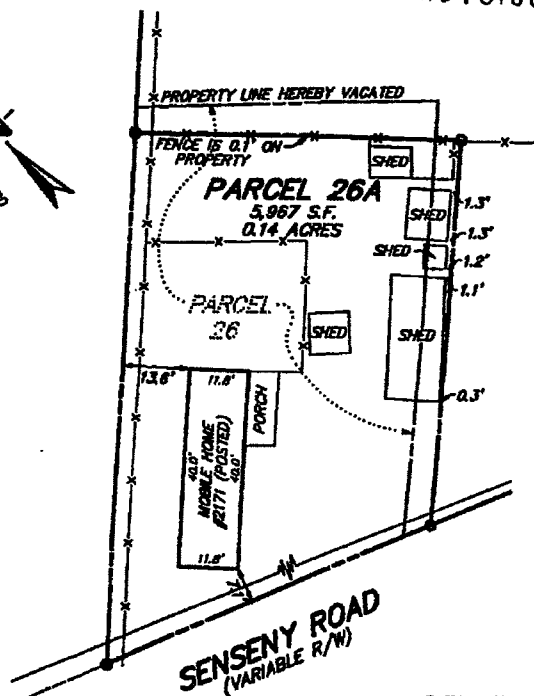 PROPERTY LINE HEREBY VACATED
FENCE IS 0.1' ON
PROPERTY
SHED
PARCEL 26A
5,967 S.F.
0.14 ACRES
SHED
1.3'
1.3'
SHED
1.2'
1.1'
PARCEL
26
SHED
SHED
13.6'
11.8'
PORCH
0.3'
40.0'
MOBILE HOME
#2171 (POSTED)
40.0'
11.8'
7.1'
SENSENY ROAD
(VARIABLE R/W)